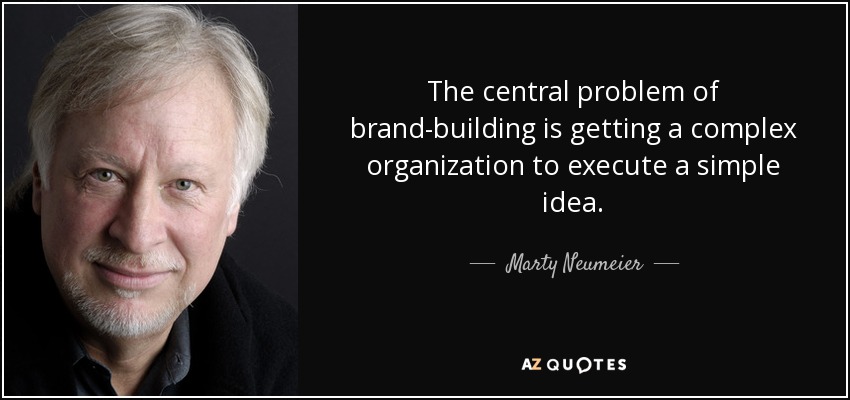 The central problem of
brand-building is getting a complex
organization to execute a simple
idea.
Marty Neumeier
AZ QUOTES